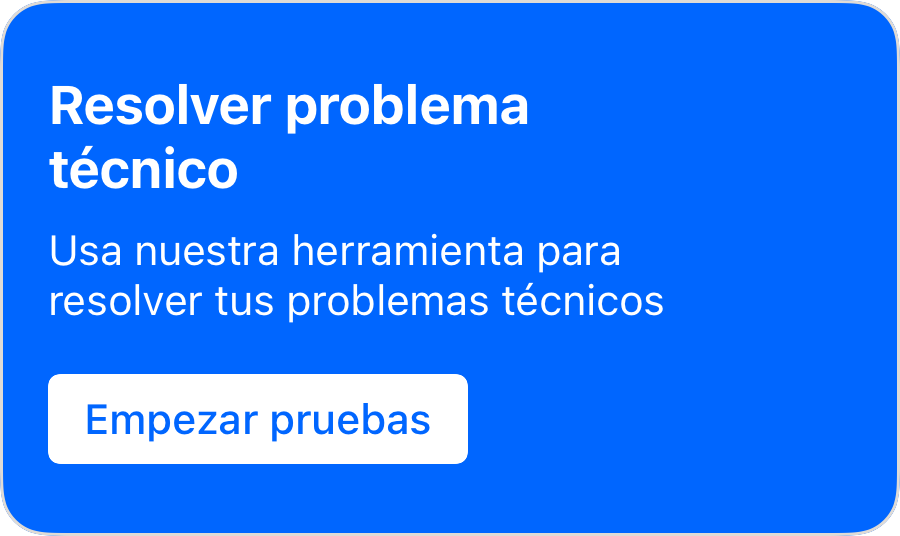 Resolver problema
técnico
Usa nuestra herramienta para
resolver tus problemas técnicos
Empezar pruebas